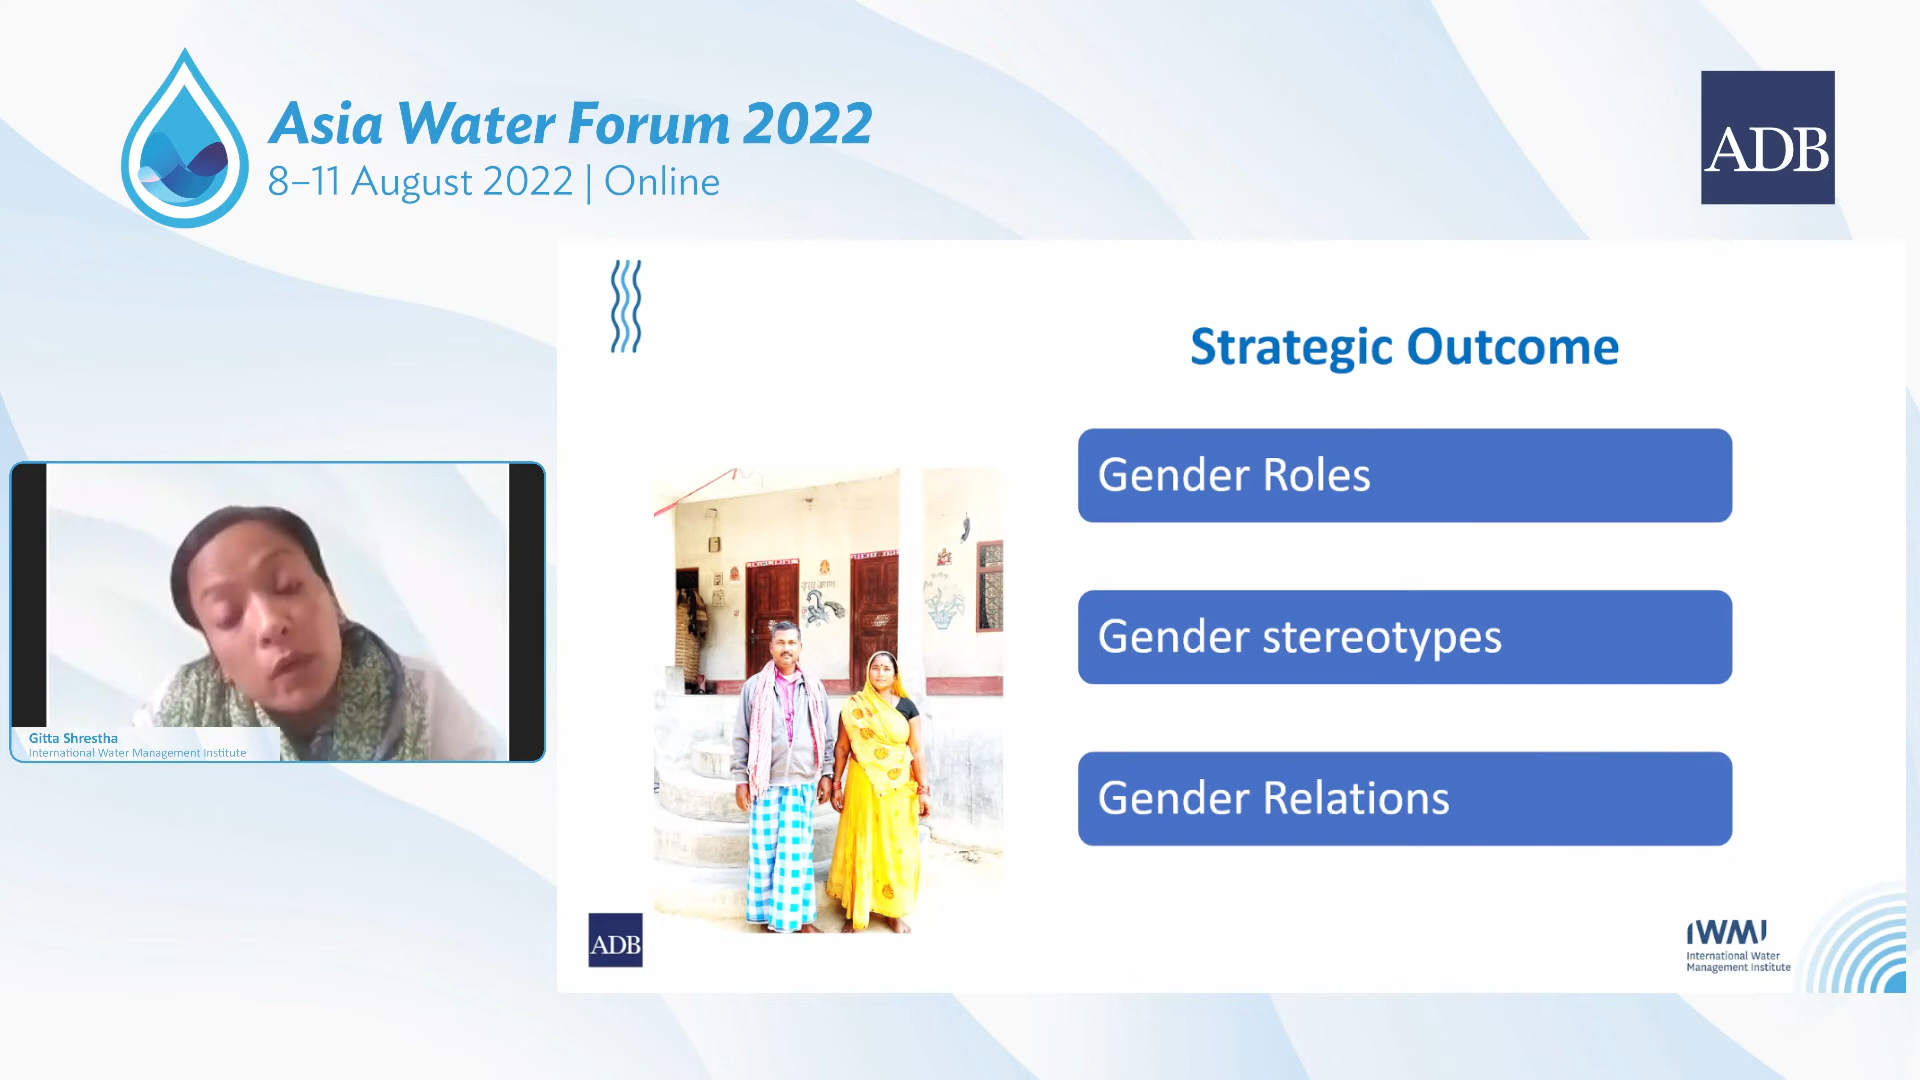 Asia Water Forum 2022
8–11 August 2022 | Online
ADB
Strategic Outcome
Gender Roles
Gender stereotypes
Gender Relations
Gitta Shrestha
International Water Management Institute
ADB
IWMI
International Water
Management Institute